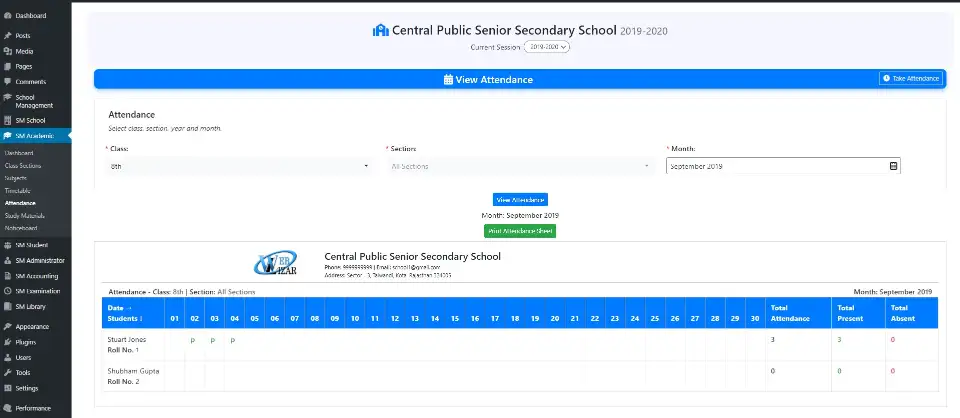 Dashboard
Posts
Media
Pages
Comments
School Management
SM School
SM Academic
Dashboard
Class Sections
Subjects
Timetable
Attendance
Study Materials
Noticeboard
SM Student
SM Administrator
SM Accounting
SM Examination
SM Library
Appearance
Plugins
Users
Tools
Settings
Performance
Central Public Senior Secondary School 2019-2020
Current Session 2019-2020
View Attendance
Take Attendance
Attendance
Select class, section, year and month.
* Class: * Section: * Month:
8th All Sections September 2019
View Attendance
Month: September 2019
Print Attendance Sheet
Central Public Senior Secondary School
Phone: 9999999999 | Email: school1@gmail.com
Address: Sector - 3, Talwandi, Kota, Rajasthan 324005
Attendance - Class: 8th | Section: All Sections Month: September 2019
Date → Total Total Total
Students ↓ 01 02 03 04 05 06 07 08 09 10 11 12 13 14 15 16 17 18 19 20 21 22 23 24 25 26 27 28 29 30 Attendance Present Absent
Stuart Jones P P P 3 3 0
Roll No. 1
Shubham Gupta 0 0 0
Roll No. 2